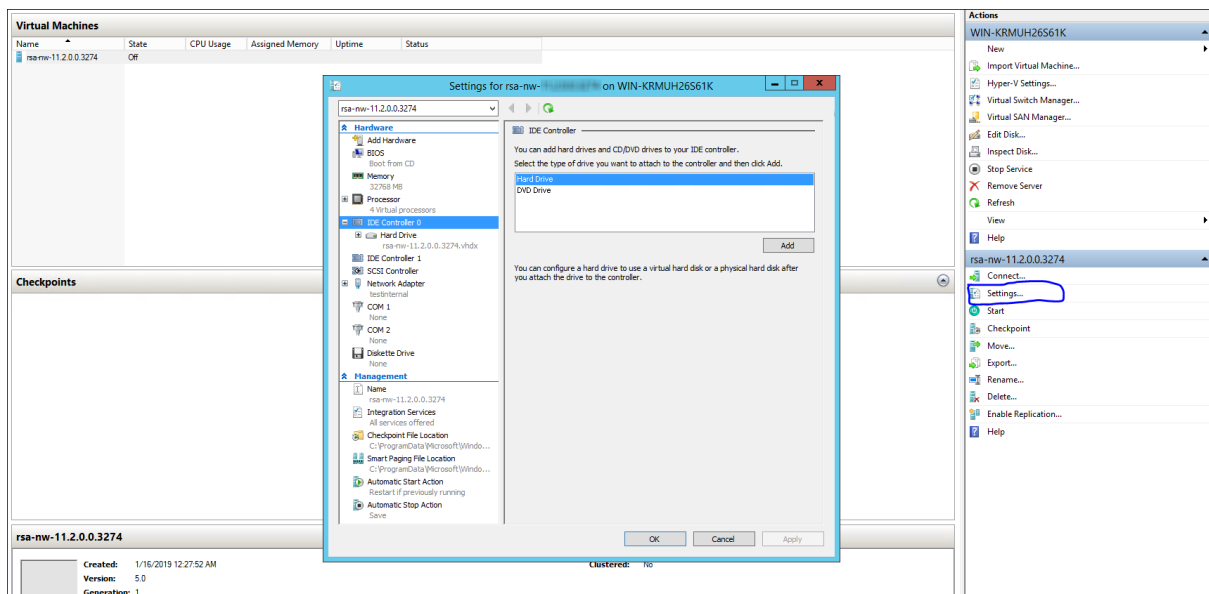 Virtual Machines
Name State CPU Usage Assigned Memory Uptime Status
rsa-nw-11.2.0.0.3274 Off
Checkpoints
rsa-nw-11.2.0.0.3274
Created: 1/16/2019 12:27:52 AM
Version: 5.0
Generation: 1
Clustered: No
Settings for rsa-nw- on WIN-KRMUH26S61K
rsa-nw-11.2.0.0.3274
Hardware
Add Hardware
BIOS
Boot from CD
Memory
32768 MB
Processor
4 Virtual processors
IDE Controller 0
Hard Drive
rsa-nw-11.2.0.0.3274.vhdx
IDE Controller 1
SCSI Controller
Network Adapter
testinternal
COM 1
None
COM 2
None
Diskette Drive
None
Management
Name
rsa-nw-11.2.0.0.3274
Integration Services
All services offered
Checkpoint File Location
C:\ProgramData\Microsoft\Windo...
Smart Paging File Location
C:\ProgramData\Microsoft\Windo...
Automatic Start Action
Restart if previously running
Automatic Stop Action
Save
IDE Controller
You can add hard drives and CD/DVD drives to your IDE controller.
Select the type of drive you want to attach to the controller and then click Add.
Hard Drive
DVD Drive
Add
You can configure a hard drive to use a virtual hard disk or a physical hard disk after
you attach the drive to the controller.
OK Cancel Apply
Actions
WIN-KRMUH26S61K
New
Import Virtual Machine...
Hyper-V Settings...
Virtual Switch Manager...
Virtual SAN Manager...
Edit Disk...
Inspect Disk...
Stop Service
Remove Server
Refresh
View
Help
rsa-nw-11.2.0.0.3274
Connect...
Settings...
Start
Checkpoint
Move...
Export...
Rename...
Delete...
Enable Replication...
Help